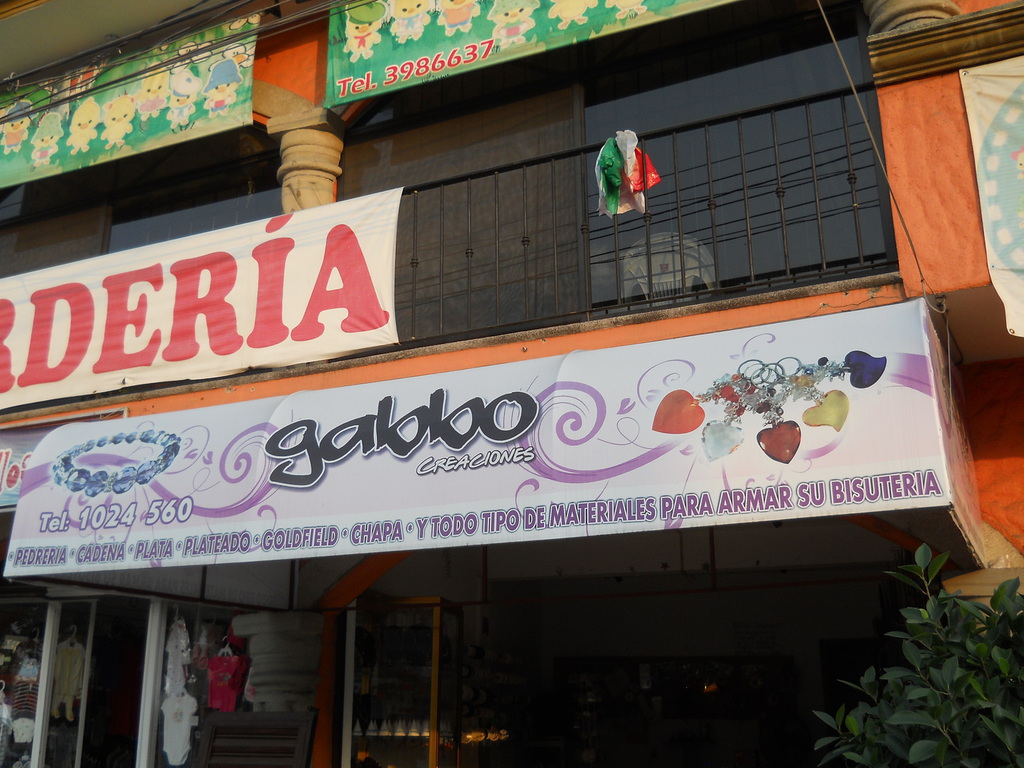 Tel. 3986637
RDERÍA
gabbo
CREACIONES
Tel: 1024 560
• PEDRERIA • CADENA • PLATA • PLATEADO • GOLDFIELD • CHAPA • Y TODO TIPO DE MATERIALES PARA ARMAR SU BISUTERIA